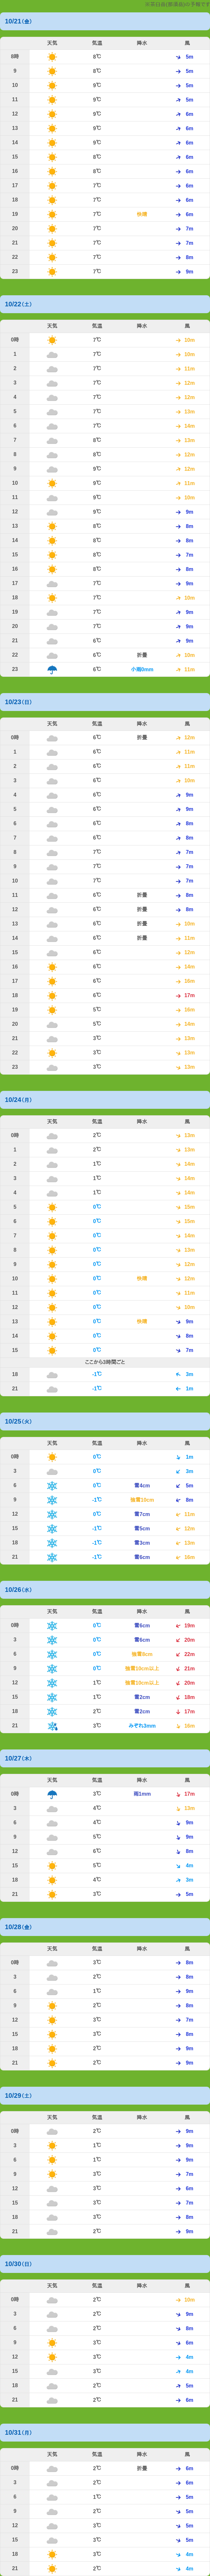 ※茶臼岳(那須岳)の予報です
10/21(金)
天気 気温 降水 風
8時 8℃ 5m
9 8℃ 5m
10 9℃ 5m
11 9℃ 5m
12 9℃ 6m
13 9℃ 6m
14 9℃ 6m
15 8℃ 6m
16 8℃ 6m
17 7℃ 6m
18 7℃ 6m
19 7℃ 快晴 6m
20 7℃ 7m
21 7℃ 7m
22 7℃ 8m
23 7℃ 9m
10/22(土)
天気 気温 降水 風
0時 7℃ 10m
1 7℃ 10m
2 7℃ 11m
3 7℃ 12m
4 7℃ 12m
5 7℃ 13m
6 7℃ 14m
7 8℃ 13m
8 8℃ 12m
9 9℃ 12m
10 9℃ 11m
11 9℃ 10m
12 9℃ 9m
13 8℃ 8m
14 8℃ 8m
15 8℃ 7m
16 8℃ 8m
17 7℃ 9m
18 7℃ 10m
19 7℃ 9m
20 7℃ 9m
21 6℃ 9m
22 6℃ 折畳 10m
23 6℃ 小雨0mm 11m
10/23(日)
天気 気温 降水 風
0時 6℃ 折畳 12m
1 6℃ 11m
2 6℃ 11m
3 6℃ 10m
4 6℃ 9m
5 6℃ 9m
6 6℃ 8m
7 6℃ 8m
8 7℃ 7m
9 7℃ 7m
10 7℃ 7m
11 6℃ 折畳 8m
12 6℃ 折畳 8m
13 6℃ 折畳 10m
14 6℃ 折畳 11m
15 6℃ 12m
16 6℃ 14m
17 6℃ 16m
18 6℃ 17m
19 5℃ 16m
20 5℃ 14m
21 3℃ 13m
22 3℃ 13m
23 3℃ 13m
10/24(月)
天気 気温 降水 風
0時 2℃ 13m
1 2℃ 13m
2 1℃ 14m
3 1℃ 14m
4 1℃ 14m
5 0℃ 15m
6 0℃ 15m
7 0℃ 14m
8 0℃ 13m
9 0℃ 12m
10 0℃ 快晴 12m
11 0℃ 11m
12 0℃ 10m
13 0℃ 快晴 9m
14 0℃ 8m
15 0℃ 7m
ここから3時間ごと
18 -1℃ 3m
21 -1℃ 1m
10/25(火)
天気 気温 降水 風
0時 0℃ 1m
3 0℃ 3m
6 0℃ 雪4cm 5m
9 -1℃ 強雪10cm 8m
12 0℃ 雪7cm 11m
15 -1℃ 雪5cm 12m
18 -1℃ 雪3cm 13m
21 -1℃ 雪6cm 16m
10/26(水)
天気 気温 降水 風
0時 0℃ 雪6cm 19m
3 0℃ 雪6cm 20m
6 0℃ 強雪8cm 22m
9 0℃ 強雪10cm以上 21m
12 1℃ 強雪10cm以上 20m
15 1℃ 雪2cm 18m
18 2℃ 雪2cm 17m
21 3℃ みぞれ3mm 16m
10/27(木)
天気 気温 降水 風
0時 3℃ 雨1mm 17m
3 4℃ 13m
6 4℃ 9m
9 5℃ 9m
12 6℃ 8m
15 5℃ 4m
18 4℃ 3m
21 3℃ 5m
10/28(金)
天気 気温 降水 風
0時 3℃ 8m
3 2℃ 8m
6 1℃ 9m
9 2℃ 8m
12 3℃ 7m
15 3℃ 8m
18 2℃ 9m
21 2℃ 9m
10/29(土)
天気 気温 降水 風
0時 2℃ 9m
3 1℃ 9m
6 1℃ 9m
9 3℃ 7m
12 3℃ 6m
15 3℃ 7m
18 3℃ 8m
21 2℃ 9m
10/30(日)
天気 気温 降水 風
0時 2℃ 10m
3 2℃ 9m
6 2℃ 8m
9 3℃ 6m
12 3℃ 4m
15 3℃ 4m
18 2℃ 5m
21 2℃ 6m
10/31(月)
天気 気温 降水 風
0時 2℃ 折畳 6m
3 2℃ 6m
6 1℃ 5m
9 2℃ 5m
12 3℃ 5m
15 3℃ 5m
18 3℃ 4m
21 2℃ 4m